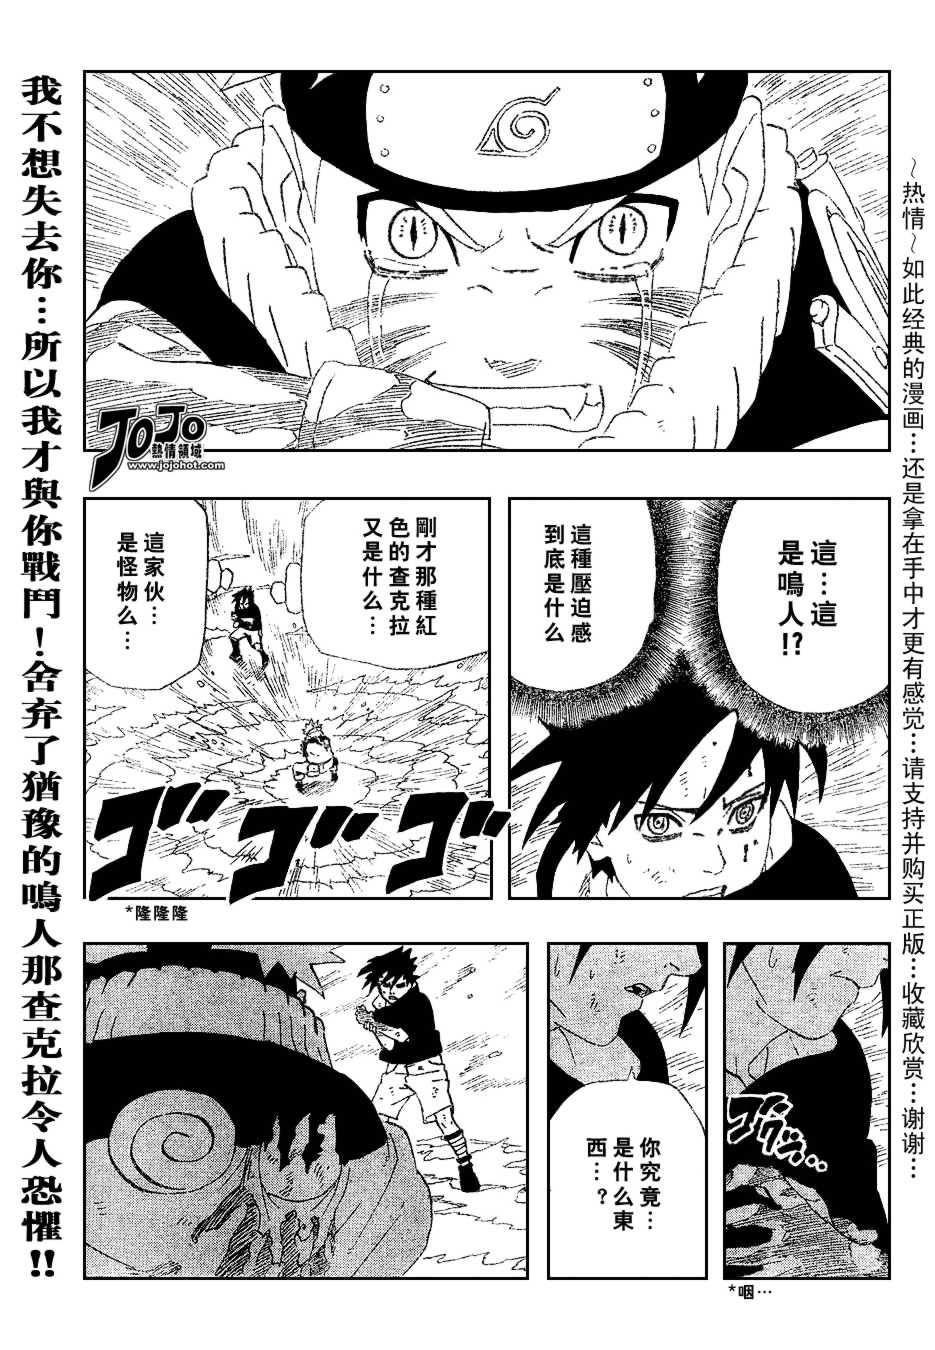 ～热情～如此经典的漫画…还是拿在手中才更有感觉…请支持并购买正版…收藏欣赏…谢谢…
JOJO
熱情領域
www.jojohot.com
這…這
是鳴人!?
這種壓迫感
到底是什么
剛才那種紅
色的查克拉
又是什么…
這家伙…
是怪物么…
ゴゴゴ
*隆隆隆
ゴグッ…
*咽…
你究竟…
是什么東
西…?
我不想失去你…所以我才與你戰鬥!舍弃了猶豫的鳴人那查克拉令人恐懼!!